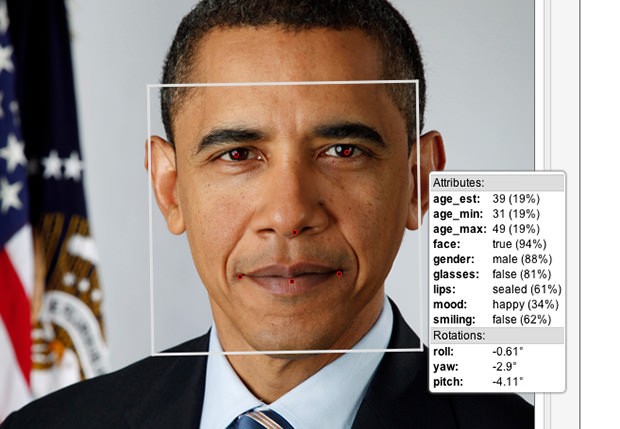 Attributes:
age_est: 39 (19%)
age_min: 31 (19%)
age_max: 49 (19%)
face: true (94%)
gender: male (88%)
glasses: false (81%)
lips: sealed (61%)
mood: happy (34%)
smiling: false (62%)
Rotations:
roll: -0.61°
yaw: -2.9°
pitch: -4.11°